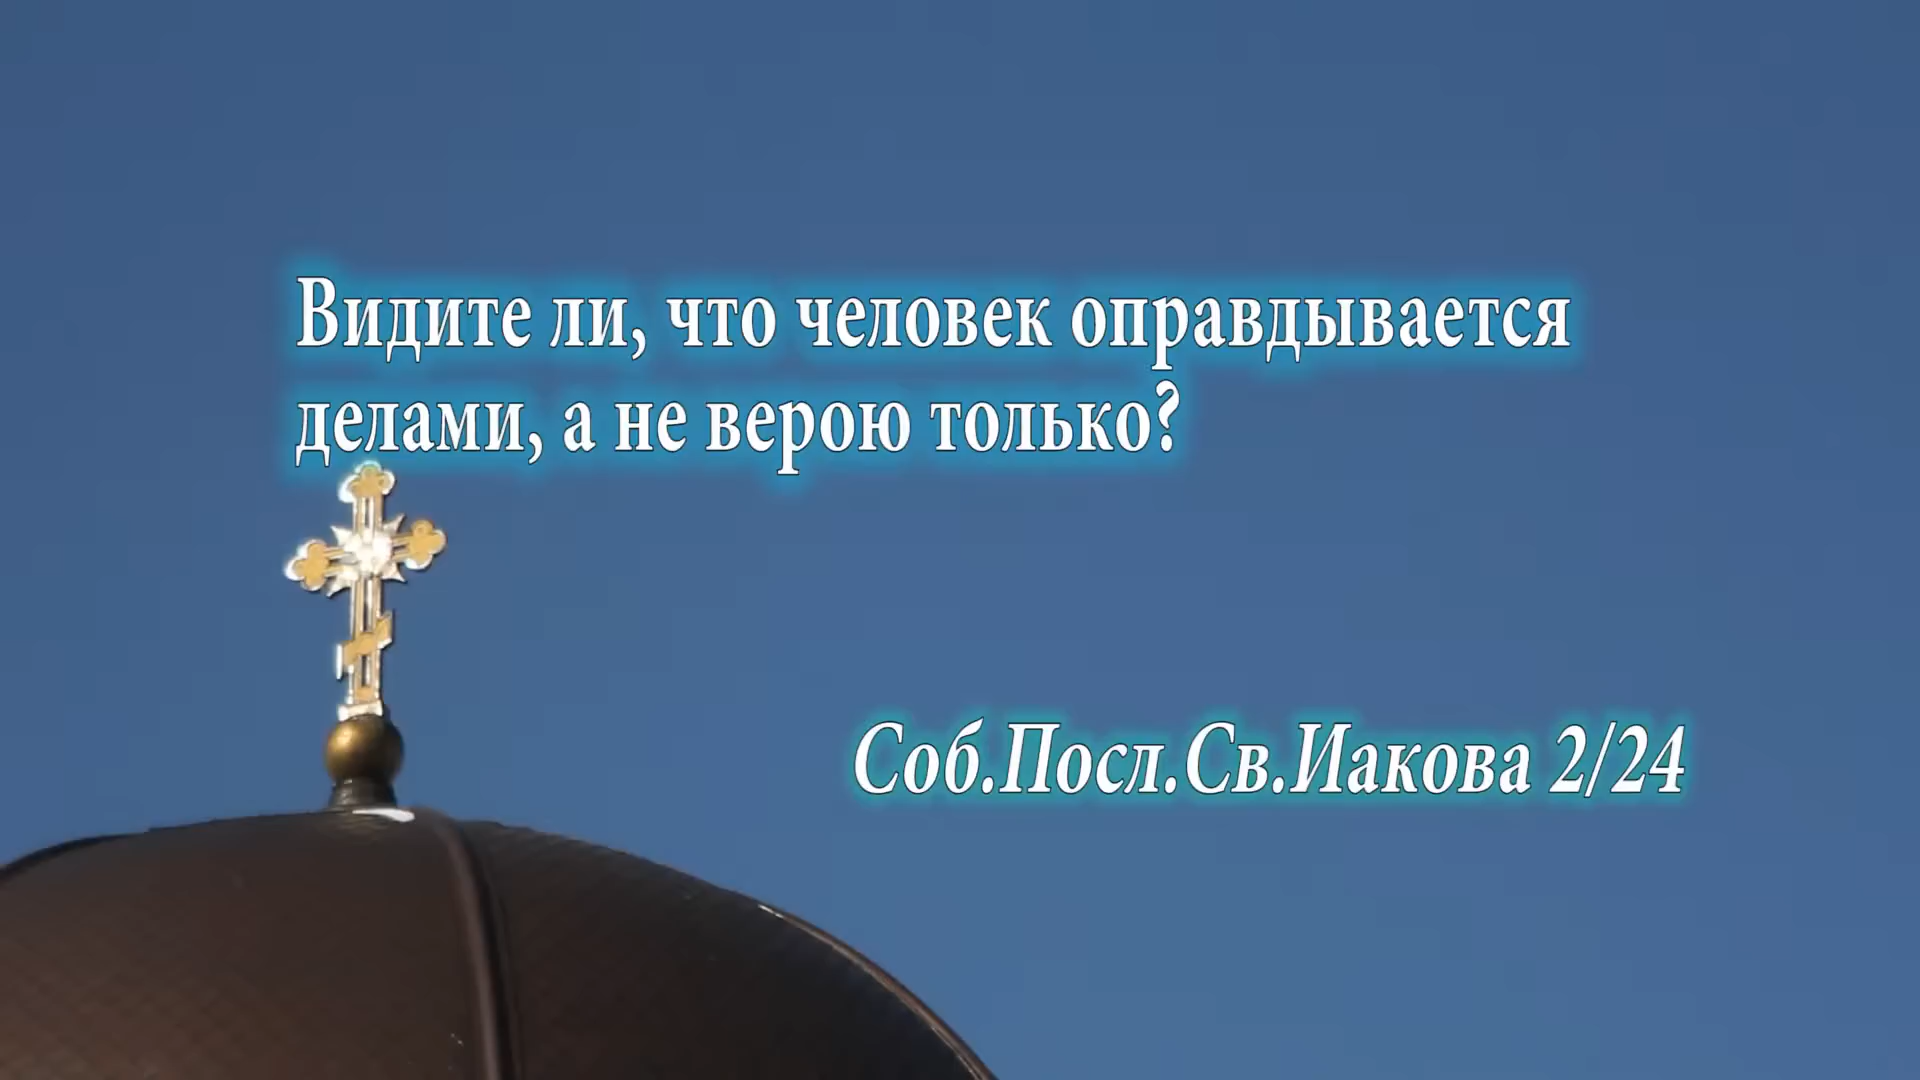 Видите ли, что человек оправдывается
делами, а не верою только?
Соб.Посл.Св.Иакова 2/24